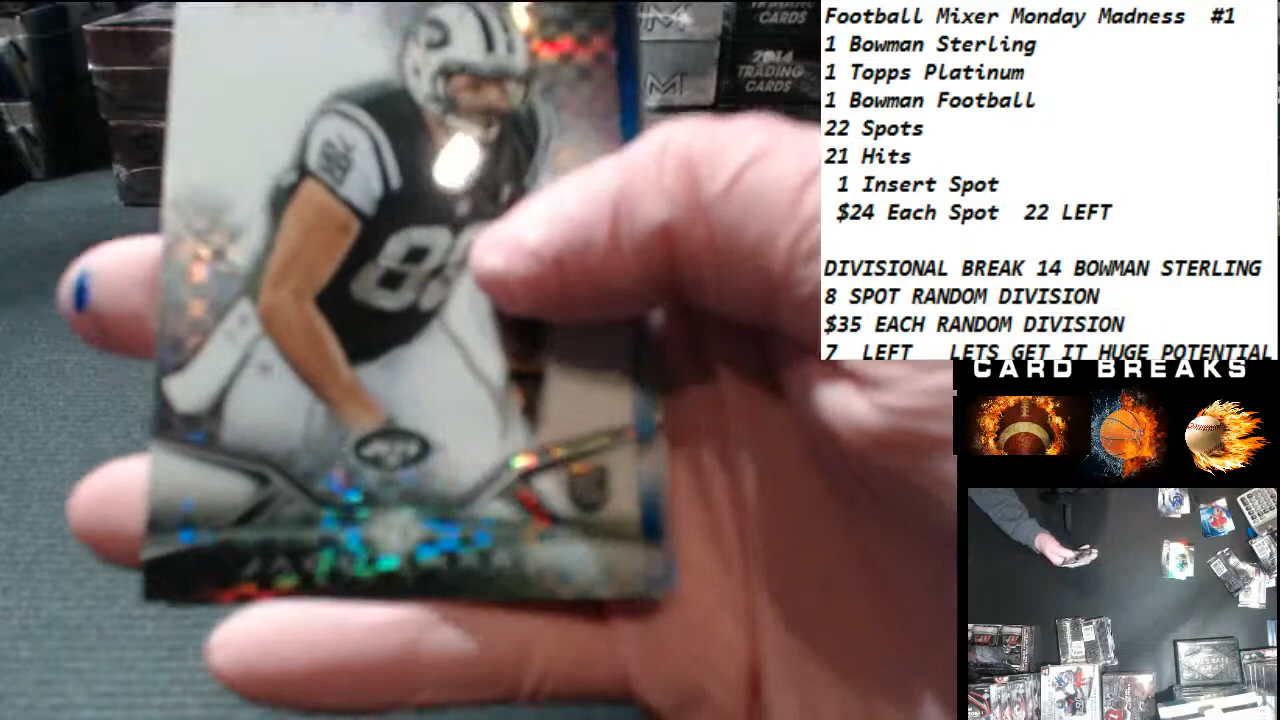 Football Mixer Monday Madness #1
1 Bowman Sterling
1 Topps Platinum
1 Bowman Football
22 Spots
21 Hits
1 Insert Spot
$24 Each Spot 22 LEFT
DIVISIONAL BREAK 14 BOWMAN STERLING
8 SPOT RANDOM DIVISION
$35 EACH RANDOM DIVISION
7 LEFT LETS GET IT HUGE POTENTIAL
CARD BREAKS
TRADING
CARDS
2014
TRADING
CARDS